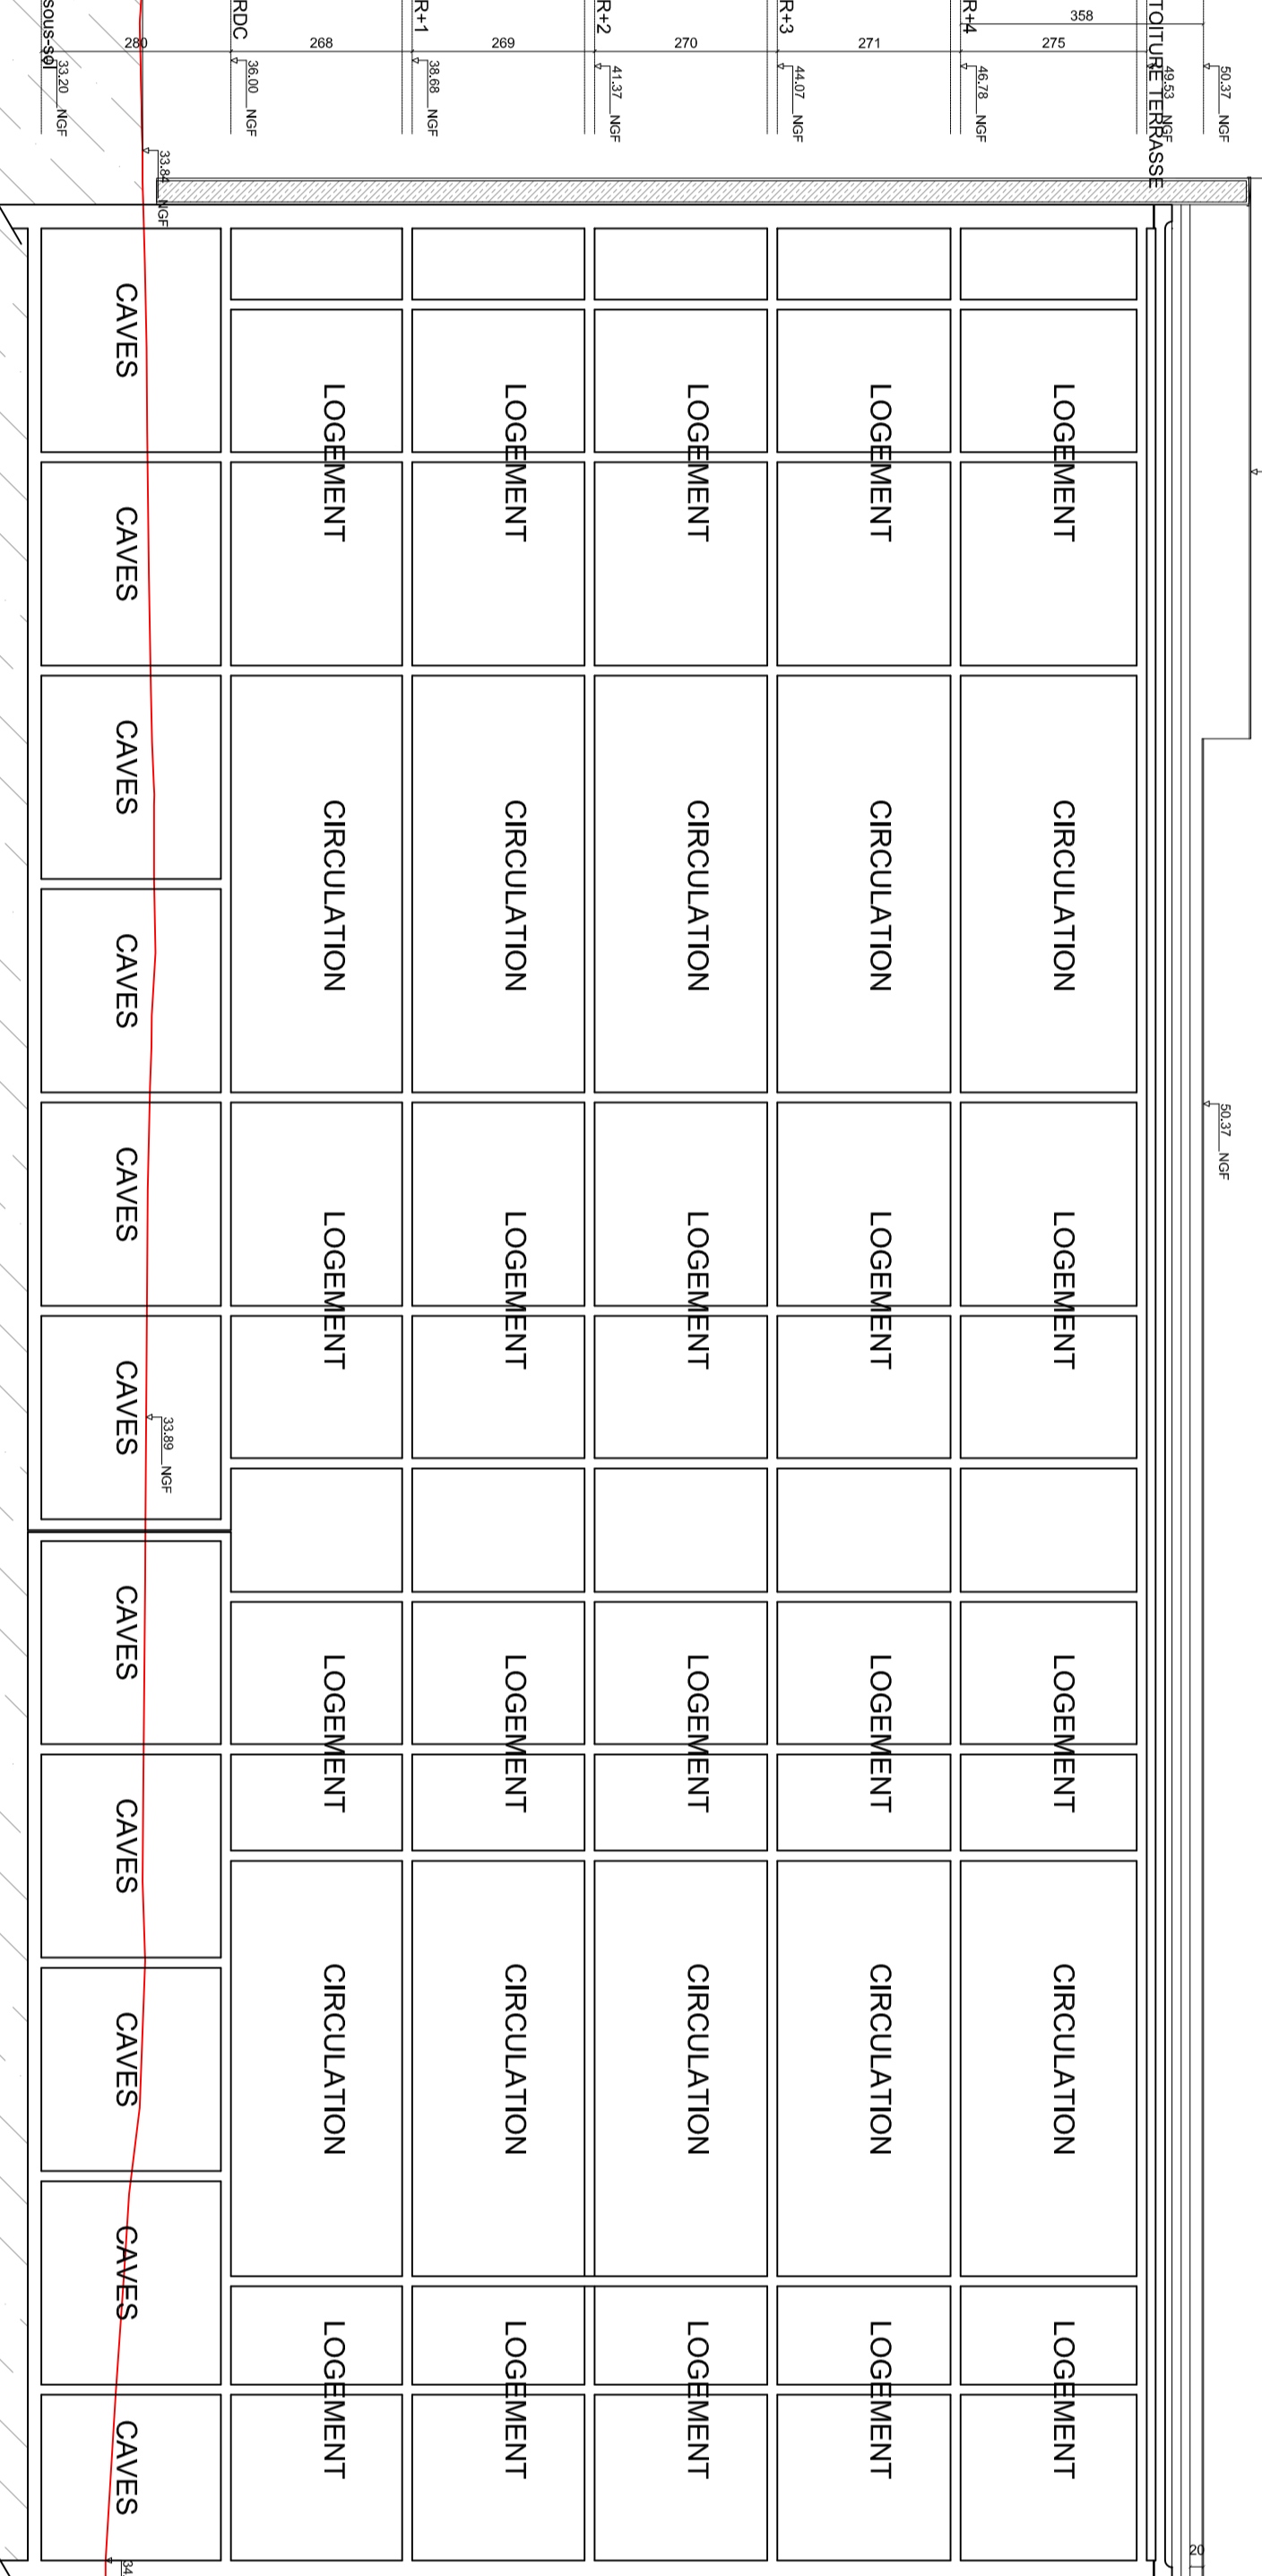 358
TOITURE TERRASSE
R+4
R+3
R+2
R+1
RDC
sous-sol
275
271
270
269
268
280
50.37 NGF
49.53 NGF
46.78 NGF
44.07 NGF
41.37 NGF
38.68 NGF
36.00 NGF
33.20 NGF
33.84 NGF
50.37 NGF
33.89 NGF
20
LOGEMENT CIRCULATION LOGEMENT LOGEMENT CIRCULATION LOGEMENT
LOGEMENT CIRCULATION LOGEMENT LOGEMENT CIRCULATION LOGEMENT
LOGEMENT CIRCULATION LOGEMENT LOGEMENT CIRCULATION LOGEMENT
LOGEMENT CIRCULATION LOGEMENT LOGEMENT CIRCULATION LOGEMENT
LOGEMENT CIRCULATION LOGEMENT LOGEMENT CIRCULATION LOGEMENT
CAVES CAVES CAVES CAVES CAVES CAVES CAVES CAVES CAVES CAVES CAVES
34